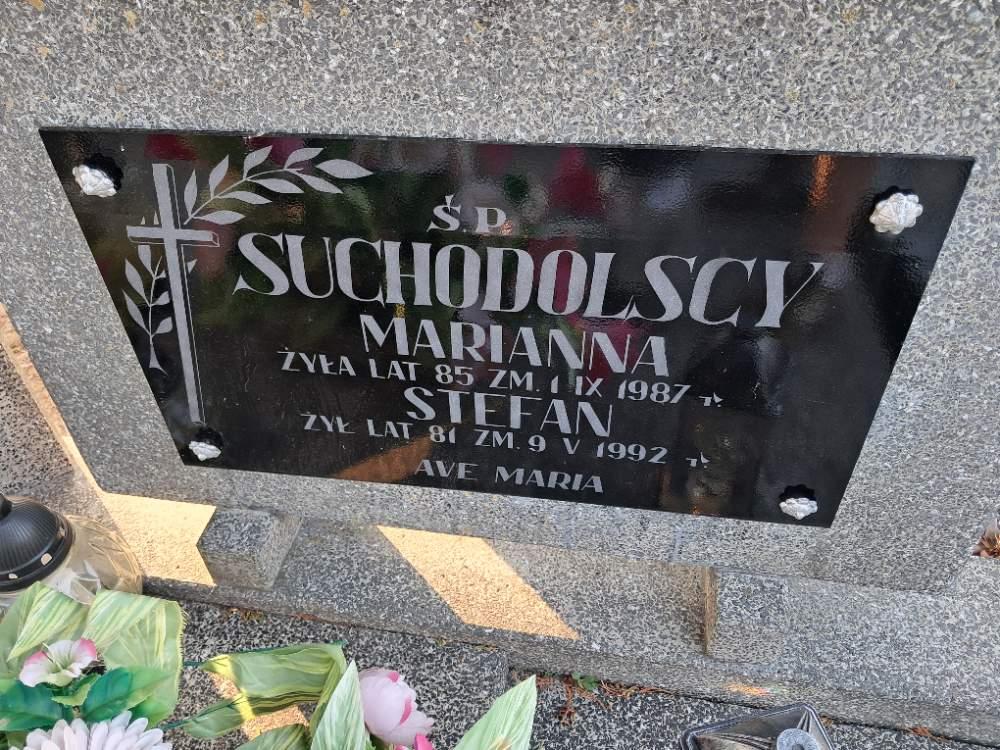 Ś.P.
SUCHODOLSCY
MARIANNA
ŻYŁA LAT 85 ZM. 1 IX 1987 r.
STEFAN
ŻYŁ LAT 81 ZM. 9 V 1992 r.
AVE MARIA